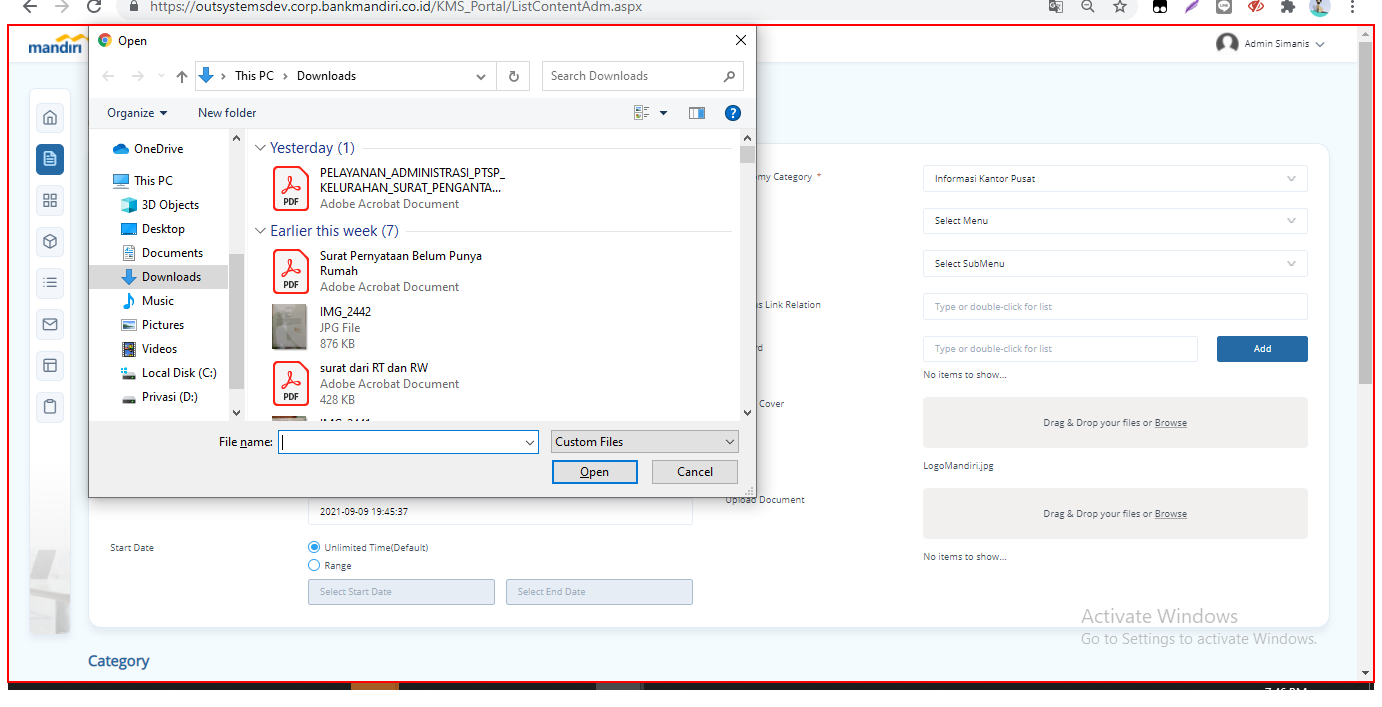 https://outsystemsdev.corp.bankmandiri.co.id/KMS_Portal/ListContentAdm.aspx
mandiri
Open
Admin Simanis
This PC
Downloads
Search Downloads
Organize
New folder
OneDrive
This PC
3D Objects
Desktop
Documents
Downloads
Music
Pictures
Videos
Local Disk (C:)
Privasi (D:)
Yesterday (1)
PELAYANAN_ADMINISTRASI_PTSP_
KELURAHAN_SURAT_PENGANTA...
Adobe Acrobat Document
PDF
Earlier this week (7)
Surat Pernyataan Belum Punya
Rumah
Adobe Acrobat Document
PDF
IMG_2442
JPG File
876 KB
surat dari RT dan RW
Adobe Acrobat Document
428 KB
PDF
File name:
Custom Files
Open
Cancel
my Category *
Informasi Kantor Pusat
Select Menu
Select SubMenu
s Link Relation
Type or double-click for list
rd
Type or double-click for list
Add
No items to show...
Cover
Drag & Drop your files or Browse
LogoMandiri.jpg
Upload Document
Drag & Drop your files or Browse
No items to show...
2021-09-09 19:45:37
Start Date
Unlimited Time(Default)
Range
Select Start Date
Select End Date
Activate Windows
Go to Settings to activate Windows.
Category